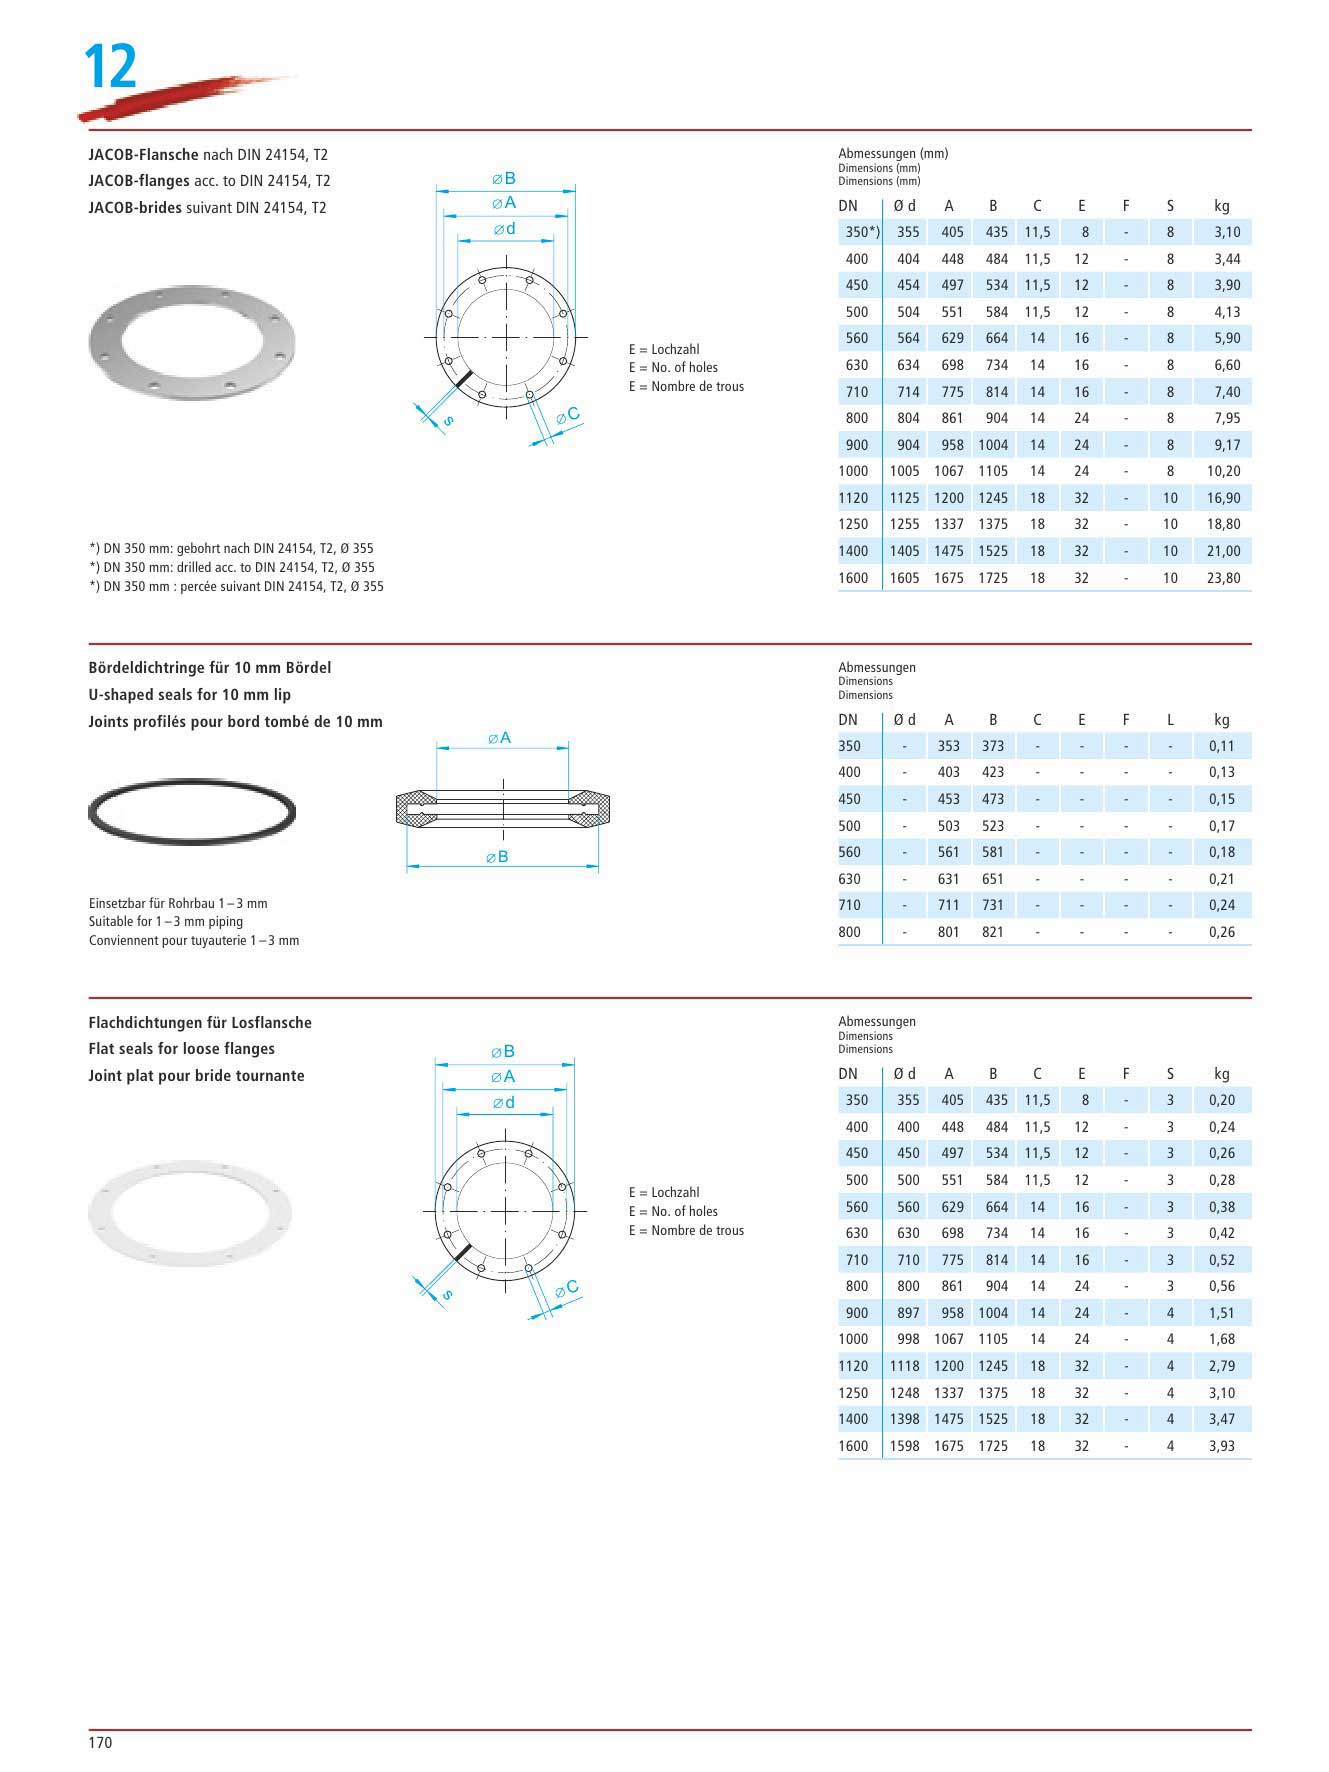 12
JACOB-Flansche nach DIN 24154, T2
JACOB-flanges acc. to DIN 24154, T2
JACOB-brides suivant DIN 24154, T2
⌀B
⌀A
⌀d
s
⌀C
E = Lochzahl
E = No. of holes
E = Nombre de trous
*) DN 350 mm: gebohrt nach DIN 24154, T2, Ø 355
*) DN 350 mm: drilled acc. to DIN 24154, T2, Ø 355
*) DN 350 mm : percée suivant DIN 24154, T2, Ø 355
Abmessungen (mm)
Dimensions (mm)
Dimensions (mm)
DN Ø d A B C E F S kg
350*) 355 405 435 11,5 8 - 8 3,10
400 404 448 484 11,5 12 - 8 3,44
450 454 497 534 11,5 12 - 8 3,90
500 504 551 584 11,5 12 - 8 4,13
560 564 629 664 14 16 - 8 5,90
630 634 698 734 14 16 - 8 6,60
710 714 775 814 14 16 - 8 7,40
800 804 861 904 14 24 - 8 7,95
900 904 958 1004 14 24 - 8 9,17
1000 1005 1067 1105 14 24 - 8 10,20
1120 1125 1200 1245 18 32 - 10 16,90
1250 1255 1337 1375 18 32 - 10 18,80
1400 1405 1475 1525 18 32 - 10 21,00
1600 1605 1675 1725 18 32 - 10 23,80
Bördeldichtringe für 10 mm Bördel
U-shaped seals for 10 mm lip
Joints profilés pour bord tombé de 10 mm
⌀A
⌀B
Einsetzbar für Rohrbau 1–3 mm
Suitable for 1–3 mm piping
Conviennent pour tuyauterie 1–3 mm
Abmessungen
Dimensions
Dimensions
DN Ø d A B C E F L kg
350 - 353 373 - - - - 0,11
400 - 403 423 - - - - 0,13
450 - 453 473 - - - - 0,15
500 - 503 523 - - - - 0,17
560 - 561 581 - - - - 0,18
630 - 631 651 - - - - 0,21
710 - 711 731 - - - - 0,24
800 - 801 821 - - - - 0,26
Flachdichtungen für Losflansche
Flat seals for loose flanges
Joint plat pour bride tournante
⌀B
⌀A
⌀d
s
⌀C
E = Lochzahl
E = No. of holes
E = Nombre de trous
Abmessungen
Dimensions
Dimensions
DN Ø d A B C E F S kg
350 355 405 435 11,5 8 - 3 0,20
400 400 448 484 11,5 12 - 3 0,24
450 450 497 534 11,5 12 - 3 0,26
500 500 551 584 11,5 12 - 3 0,28
560 560 629 664 14 16 - 3 0,38
630 630 698 734 14 16 - 3 0,42
710 710 775 814 14 16 - 3 0,52
800 800 861 904 14 24 - 3 0,56
900 897 958 1004 14 24 - 4 1,51
1000 998 1067 1105 14 24 - 4 1,68
1120 1118 1200 1245 18 32 - 4 2,79
1250 1248 1337 1375 18 32 - 4 3,10
1400 1398 1475 1525 18 32 - 4 3,47
1600 1598 1675 1725 18 32 - 4 3,93
170